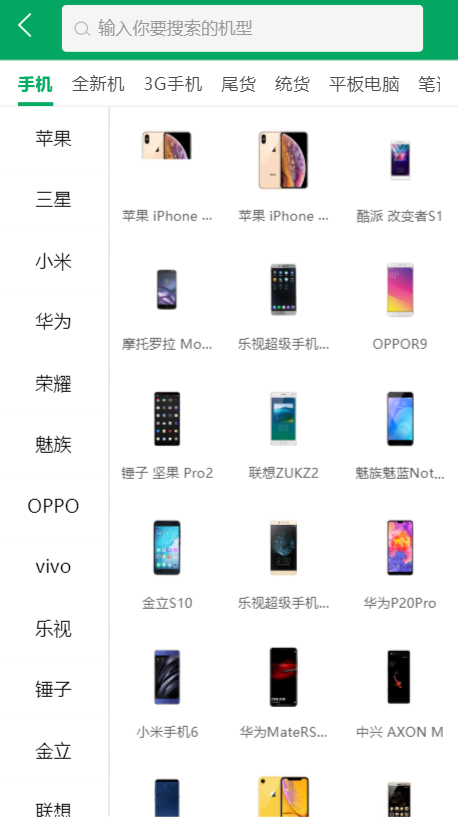 输入你要搜索的机型
手机 全新机 3G手机 尾货 统货 平板电脑
苹果
三星
小米
华为
荣耀
魅族
OPPO
vivo
乐视
锤子
金立
联想
苹果 iPhone ... 苹果 iPhone ... 酷派 改变者S1
摩托罗拉 Mo... 乐视超级手机... OPPOR9
锤子 坚果 Pro2 联想ZUKZ2 魅族魅蓝Not...
金立S10 乐视超级手机... 华为P20Pro
小米手机6 华为MateRS... 中兴 AXON M